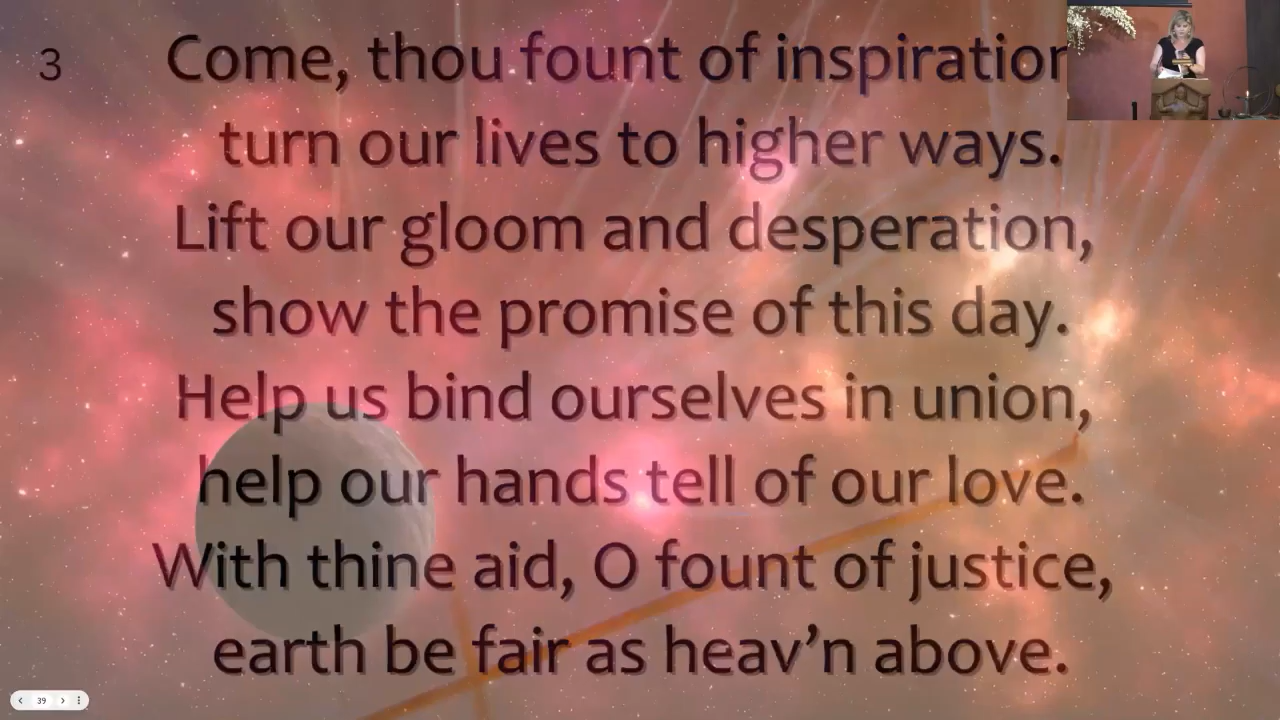 3
Come, thou fount of inspiration
turn our lives to higher ways.
Lift our gloom and desperation,
show the promise of this day.
Help us bind ourselves in union,
help our hands tell of our love.
With thine aid, O fount of justice,
earth be fair as heav’n above.
39